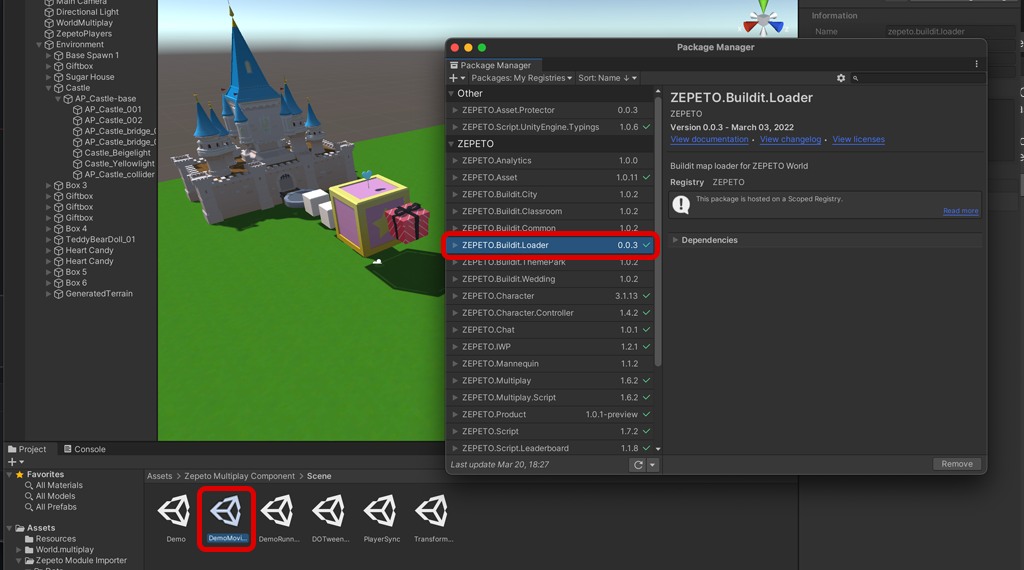 Main Camera
Directional Light
WorldMultiplay
ZepetoPlayers
Environment
Base Spawn 1
Giftbox
Sugar House
Castle
AP_Castle-base
AP_Castle_001
AP_Castle_002
AP_Castle_bridge_
AP_Castle_bridge_
Castle_Beigelight
Castle_Yellowlight
AP_Castle_collider
Box 3
Giftbox
Giftbox
Giftbox
Box 4
TeddyBearDoll_01
Heart Candy
Heart Candy
Box 5
Box 6
GeneratedTerrain
Information
Name zepeto.buildit.loader
Package Manager
Package Manager
Packages: My Registries Sort: Name ↓
Other
ZEPETO.Asset.Protector 0.0.3
ZEPETO.Script.UnityEngine.Typings 1.0.6
ZEPETO
ZEPETO.Analytics 1.0.0
ZEPETO.Asset 1.0.11
ZEPETO.Buildit.City 1.0.2
ZEPETO.Buildit.Classroom 1.0.2
ZEPETO.Buildit.Common 1.0.2
ZEPETO.Buildit.Loader 0.0.3
ZEPETO.Buildit.ThemePark 1.0.2
ZEPETO.Buildit.Wedding 1.0.2
ZEPETO.Character 3.1.13
ZEPETO.Character.Controller 1.4.2
ZEPETO.Chat 1.0.1
ZEPETO.IWP 1.2.1
ZEPETO.Mannequin 1.1.2
ZEPETO.Multiplay 1.6.2
ZEPETO.Multiplay.Script 1.6.2
ZEPETO.Product 1.0.1-preview
ZEPETO.Script 1.7.2
ZEPETO.Script.Leaderboard 1.1.8
Last update Mar 20, 18:27
ZEPETO.Buildit.Loader
ZEPETO
Version 0.0.3 - March 03, 2022
View documentation • View changelog • View licenses
Buildit map loader for ZEPETO World
Registry ZEPETO
This package is hosted on a Scoped Registry.
Read more
Dependencies
Remove
Project Console
Favorites
All Materials
All Models
All Prefabs
Assets
Resources
World.multiplay
Zepeto Module Importer
Assets > Zepeto Multiplay Component > Scene
Demo DemoMovi... DemoRunn... DOTween... PlayerSync Transform...